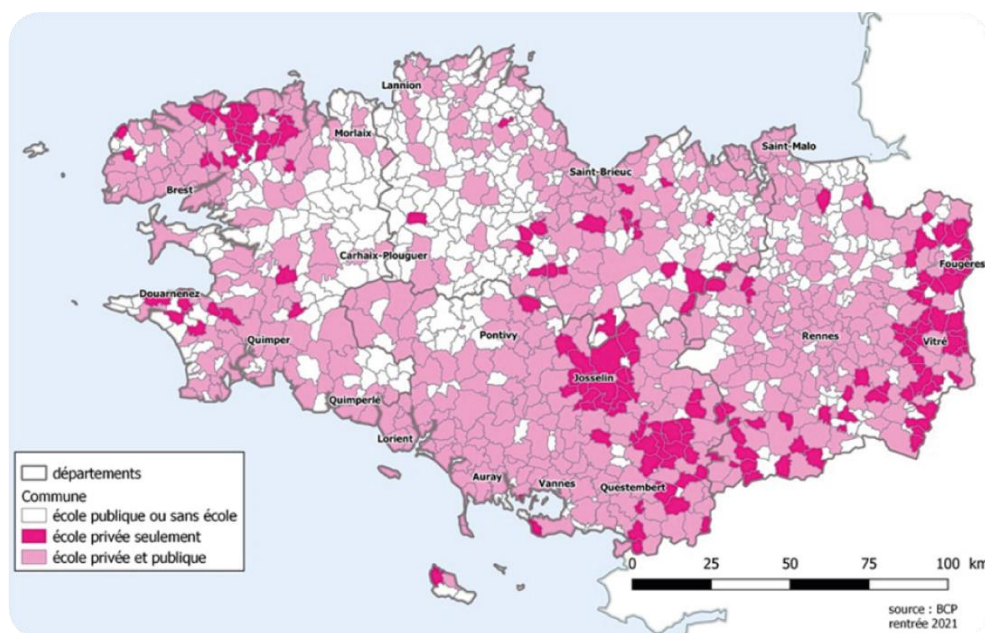 Lannion
Morlaix
Saint-Malo
Saint-Brieuc
Brest
Carhaix-Plouguer
Fougères
Douarnenez
Pontivy
Rennes
Vitré
Quimper
Josselin
Quimperlé
Lorient
Auray
Vannes
Questembert
départements
Commune
école publique ou sans école
école privée seulement
école privée et publique
0 25 50 75 100 km
source : BCP
rentrée 2021